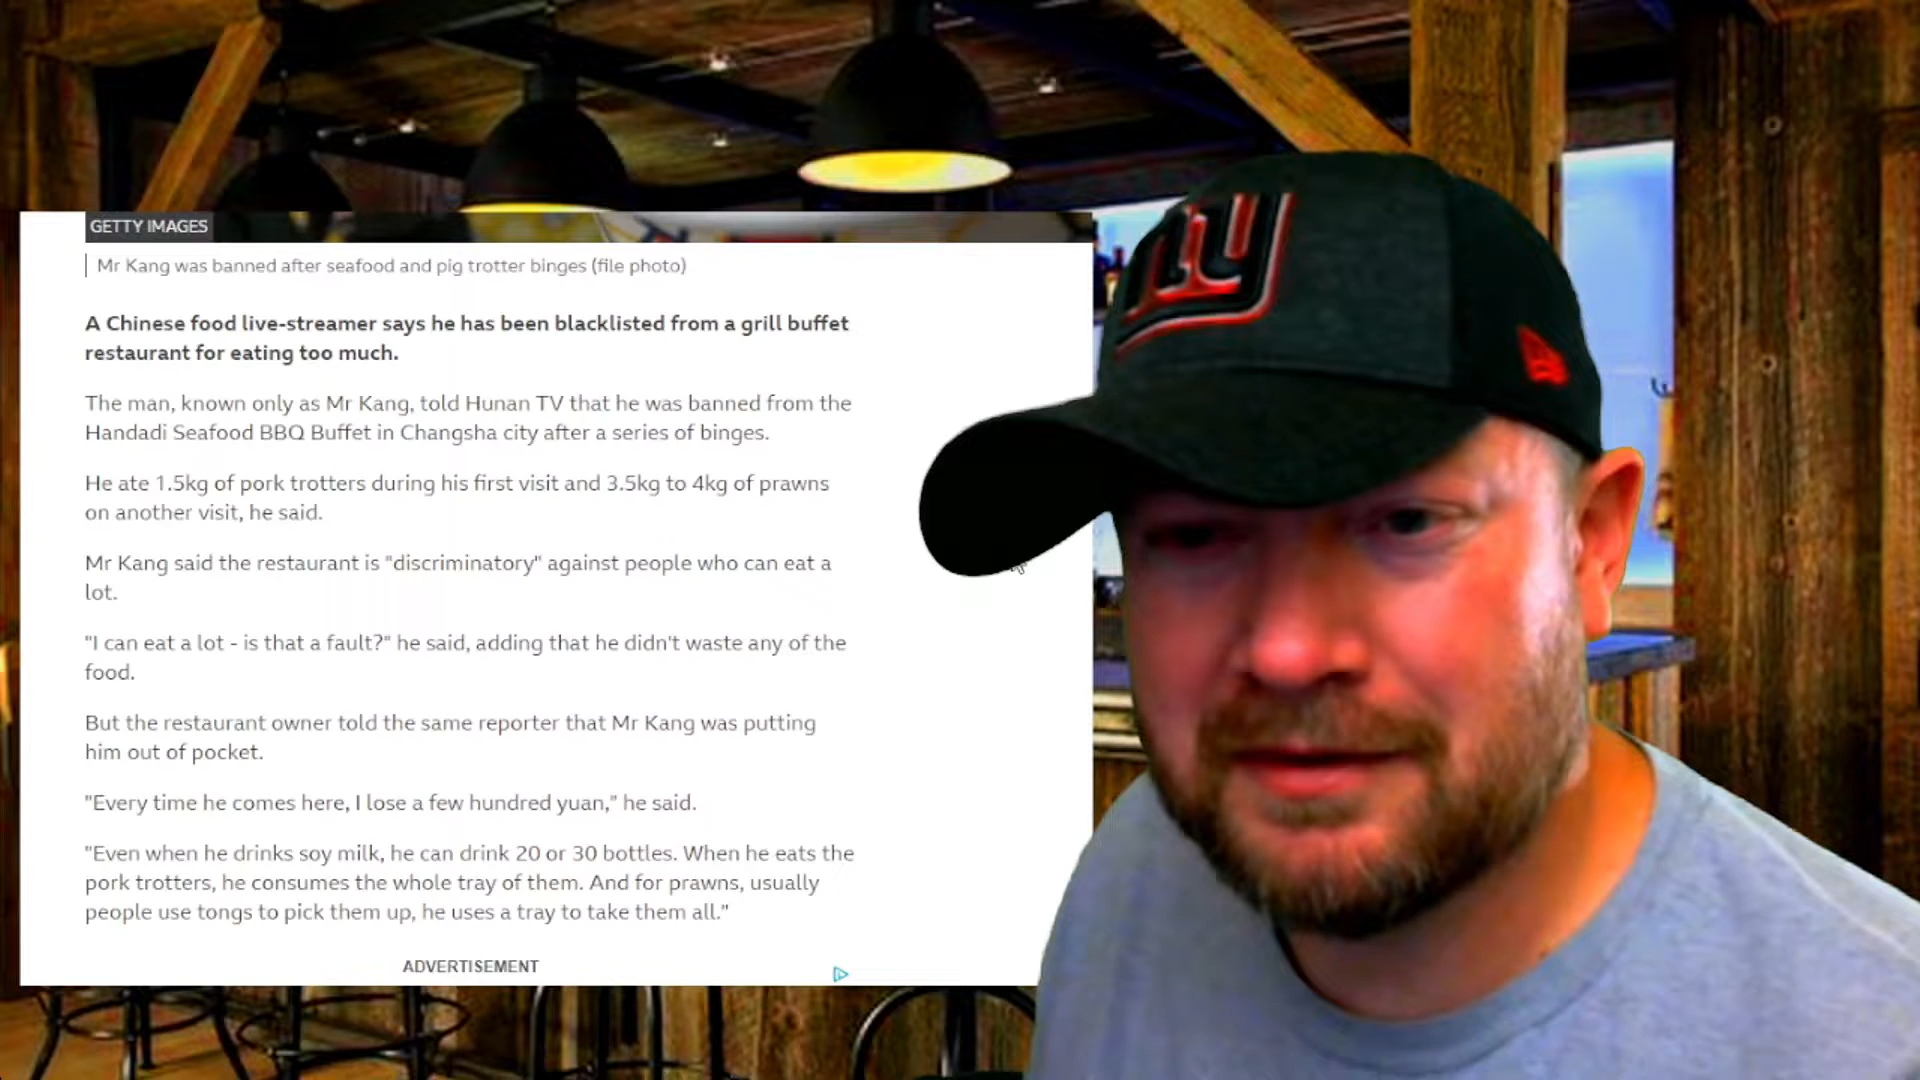 GETTY IMAGES
Mr Kang was banned after seafood and pig trotter binges (file photo)
A Chinese food live-streamer says he has been blacklisted from a grill buffet
restaurant for eating too much.
The man, known only as Mr Kang, told Hunan TV that he was banned from the
Handadi Seafood BBQ Buffet in Changsha city after a series of binges.
He ate 1.5kg of pork trotters during his first visit and 3.5kg to 4kg of prawns
on another visit, he said.
Mr Kang said the restaurant is "discriminatory" against people who can eat a
lot.
"I can eat a lot - is that a fault?" he said, adding that he didn't waste any of the
food.
But the restaurant owner told the same reporter that Mr Kang was putting
him out of pocket.
"Every time he comes here, I lose a few hundred yuan," he said.
"Even when he drinks soy milk, he can drink 20 or 30 bottles. When he eats the
pork trotters, he consumes the whole tray of them. And for prawns, usually
people use tongs to pick them up, he uses a tray to take them all."
ADVERTISEMENT
ny